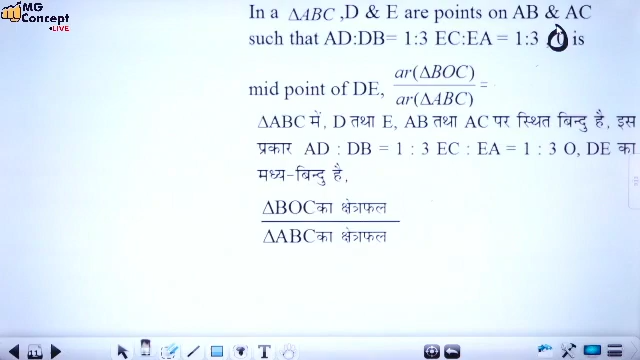 MG
Concept
LIVE
In a ΔABC ,D & E are points on AB & AC
such that AD:DB= 1:3 EC:EA = 1:3 , O is
mid point of DE, ar(ΔBOC)/ar(ΔABC) =
ΔABC में, D तथा E, AB तथा AC पर स्थित बिन्दु है, इस
प्रकार AD : DB = 1 : 3 EC : EA = 1 : 3 O, DE का
मध्य-बिन्दु है,
ΔBOCका क्षेत्रफल
ΔABCका क्षेत्रफल
11
T